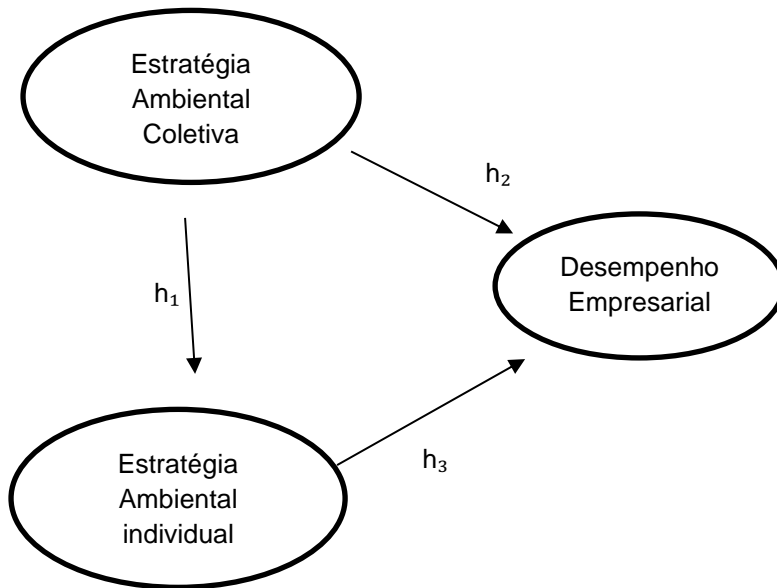 Estratégia
Ambiental
Coletiva
h₂
Desempenho
Empresarial
h₁
Estratégia
Ambiental
individual
h₃